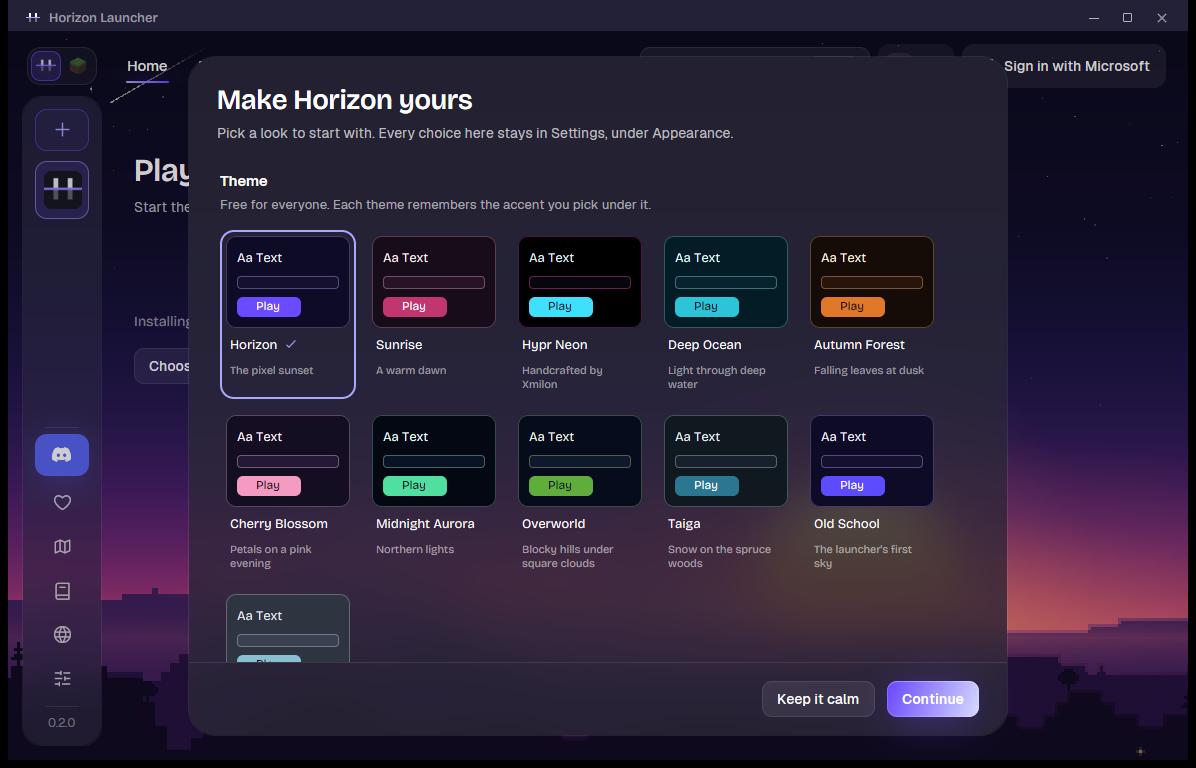 Horizon Launcher
Home
Sign in with Microsoft
Make Horizon yours
Pick a look to start with. Every choice here stays in Settings, under Appearance.
Play
Start the
Theme
Free for everyone. Each theme remembers the accent you pick under it.
Aa Text
Play
Horizon
The pixel sunset
Aa Text
Play
Sunrise
A warm dawn
Aa Text
Play
Hypr Neon
Handcrafted by
Xmilon
Aa Text
Play
Deep Ocean
Light through deep
water
Aa Text
Play
Autumn Forest
Falling leaves at dusk
Installing
Choos
Aa Text
Play
Cherry Blossom
Petals on a pink
evening
Aa Text
Play
Midnight Aurora
Northern lights
Aa Text
Play
Overworld
Blocky hills under
square clouds
Aa Text
Play
Taiga
Snow on the spruce
woods
Aa Text
Play
Old School
The launcher's first
sky
Aa Text
Keep it calm
Continue
0.2.0